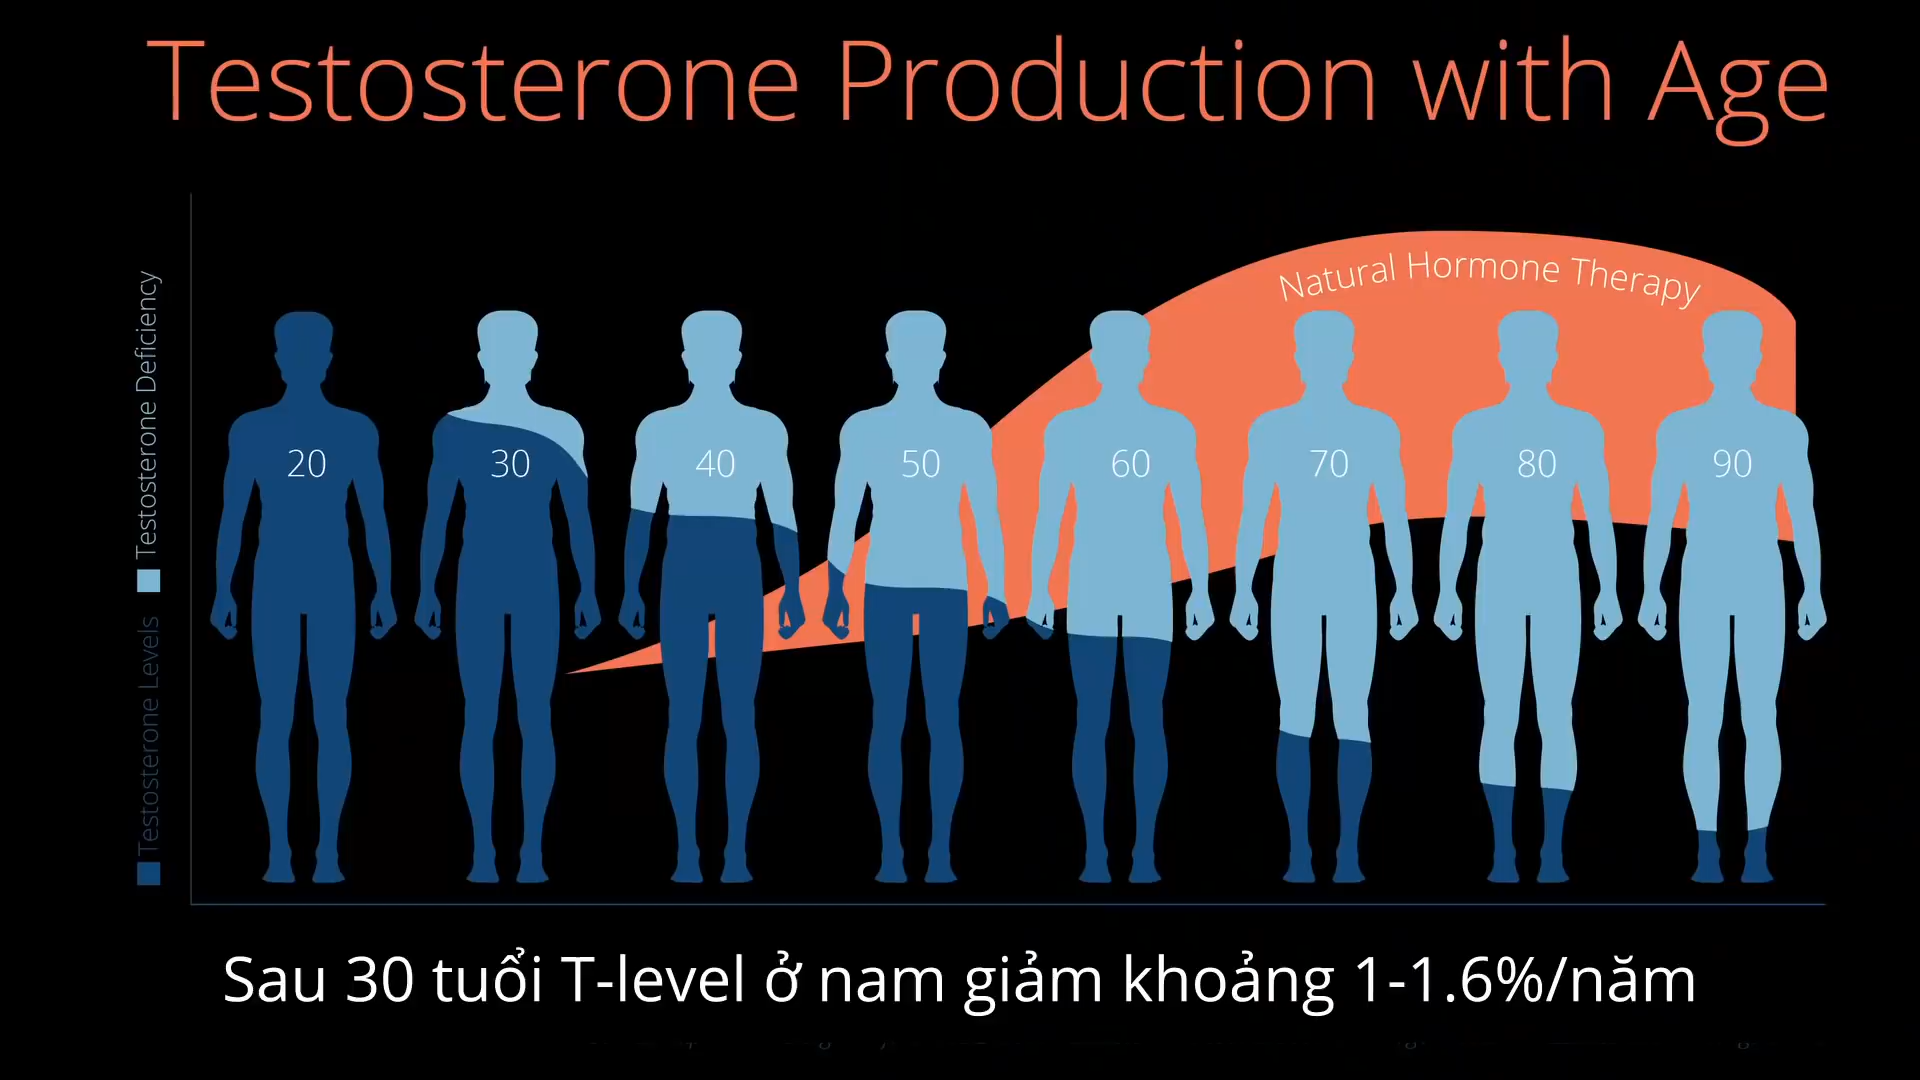 Testosterone Production with Age
Natural Hormone Therapy
Testosterone Deficiency
Testosterone Levels
20 30 40 50 60 70 80 90
Sau 30 tuổi T-level ở nam giảm khoảng 1-1.6%/năm